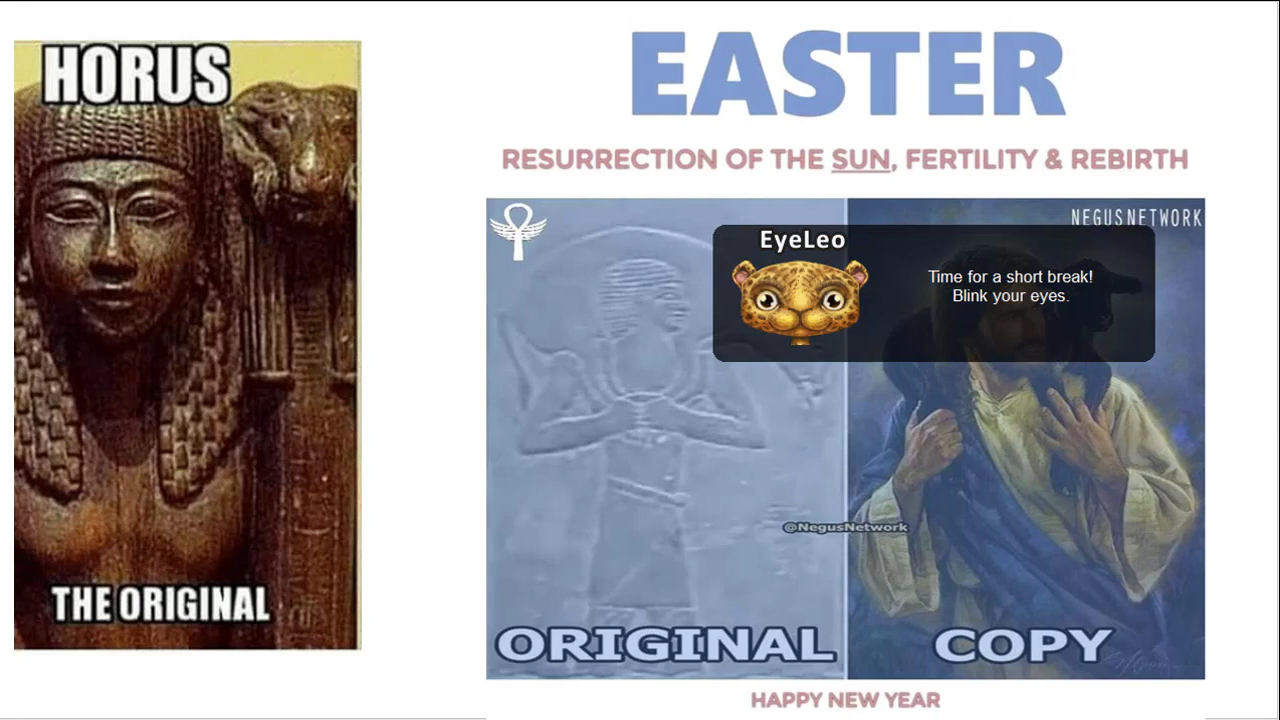 HORUS
THE ORIGINAL
EASTER
RESURRECTION OF THE SUN, FERTILITY & REBIRTH
NEGUSNETWORK
EyeLeo
Time for a short break!
Blink your eyes.
@NegusNetwork
ORIGINAL
COPY
HAPPY NEW YEAR